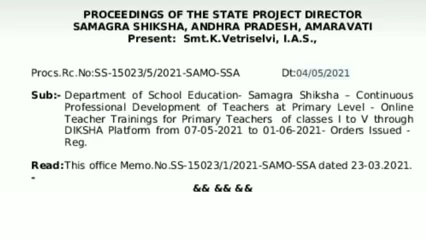 PROCEEDINGS OF THE STATE PROJECT DIRECTOR
SAMAGRA SHIKSHA, ANDHRA PRADESH, AMARAVATI
Present: Smt.K.Vetriselvi, I.A.S.,
Procs.Rc.No:SS-15023/5/2021-SAMO-SSA Dt:04/05/2021
Sub:- Department of School Education- Samagra Shiksha – Continuous
Professional Development of Teachers at Primary Level - Online
Teacher Trainings for Primary Teachers of classes I to V through
DIKSHA Platform from 07-05-2021 to 01-06-2021- Orders Issued -
Reg.
Read:This office Memo.No.SS-15023/1/2021-SAMO-SSA dated 23-03.2021.
-
&& && &&